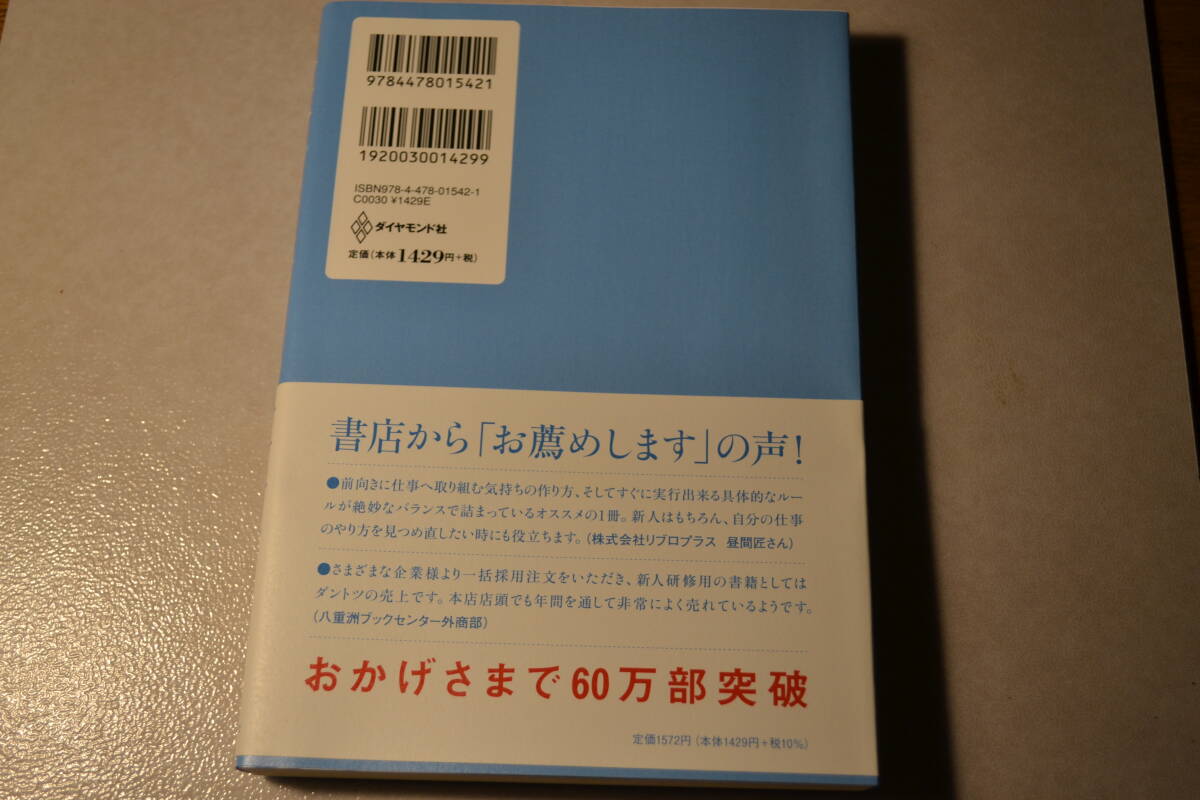 9784478015421
1920030014299
ISBN978-4-478-01542-1
C0030 ¥1429E
ダイヤモンド社
定価(本体1429円+税)
書店から「お薦めします」の声!
●前向きに仕事へ取り組む気持ちの作り方、そしてすぐに実行出来る具体的なルー
ルが絶妙なバランスで詰まっているオススメの1冊。新人はもちろん、自分の仕事
のやり方を見つめ直したい時にも役立ちます。(株式会社リブロプラス 昼間匠さん)
●さまざまな企業様より一括採用注文をいただき、新人研修用の書籍としては
ダントツの売上です。本店店頭でも年間を通して非常によく売れているようです。
(八重洲ブックセンター外商部)
おかげさまで60万部突破
定価1572円(本体1429円+税10%)